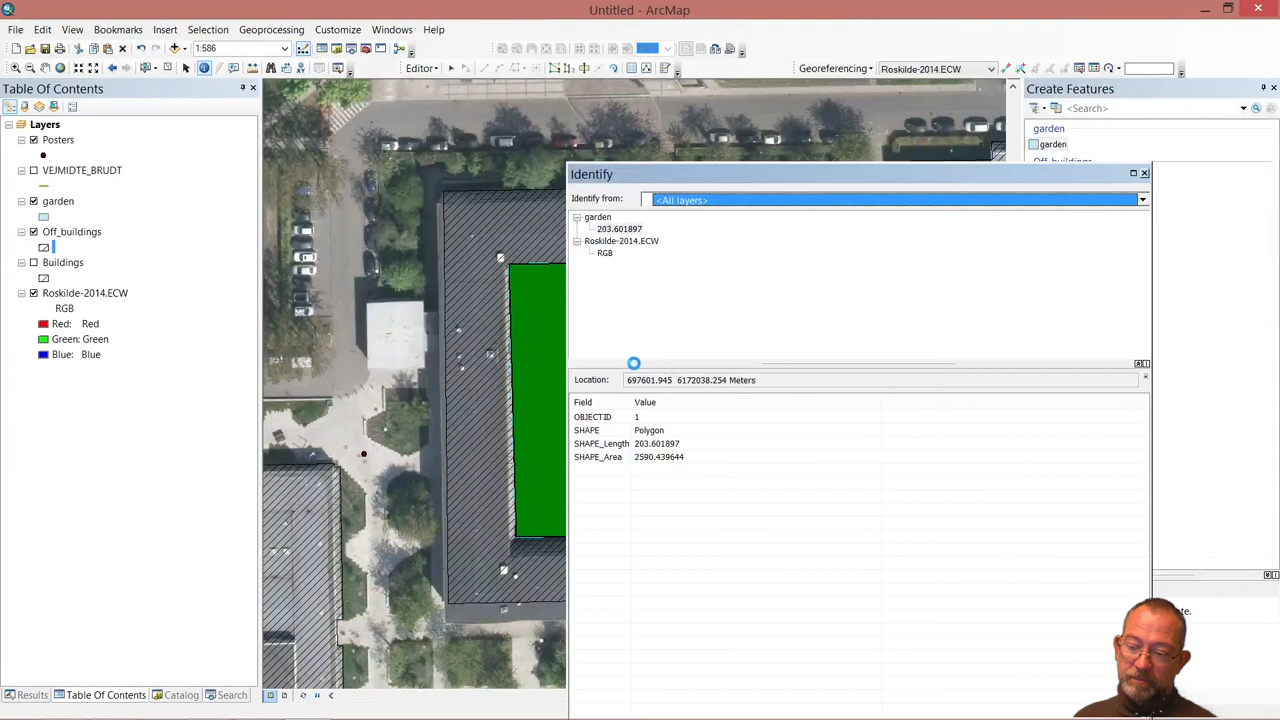 Untitled - ArcMap
File Edit View Bookmarks Insert Selection Geoprocessing Customize Windows Help
1:586
100%
Editor
Georeferencing
Roskilde-2014.ECW
Table Of Contents
Layers
Posters
VEJMIDTE_BRUDT
garden
Off_buildings
Buildings
Roskilde-2014.ECW
RGB
Red: Red
Green: Green
Blue: Blue
Results Table Of Contents Catalog Search
Identify
Identify from: <All layers>
garden
203.601897
Roskilde-2014.ECW
RGB
Location: 697601.945 6172038.254 Meters
Field Value
OBJECTID 1
SHAPE Polygon
SHAPE_Length 203.601897
SHAPE_Area 2590.439644
Create Features
<Search>
garden
garden
Off_buildings